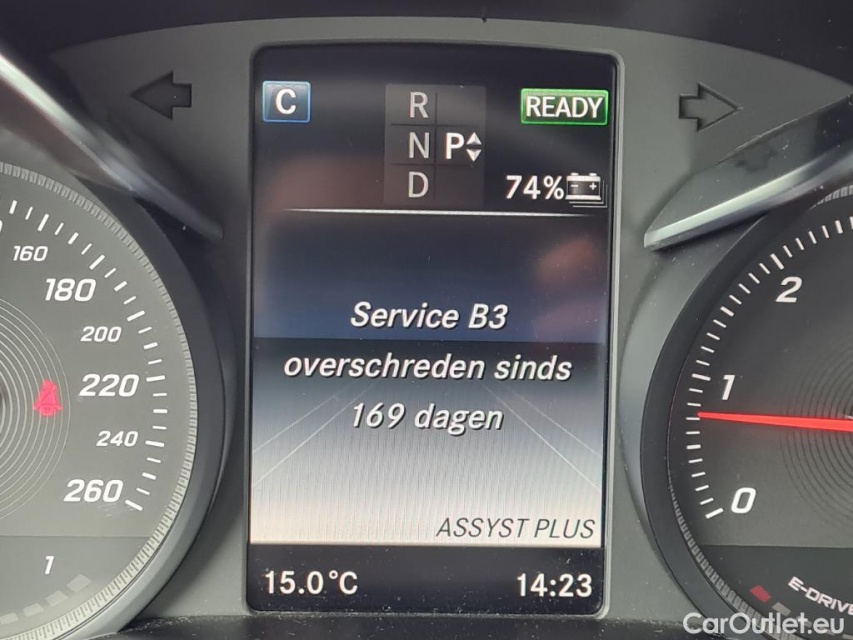 C
R
N P
D
READY
74%
160
180
200
220
240
260
1
Service B3
overschreden sinds
169 dagen
ASSYST PLUS
15.0°C
14:23
2
1
0
E-DRIVE
CarOutlet.eu